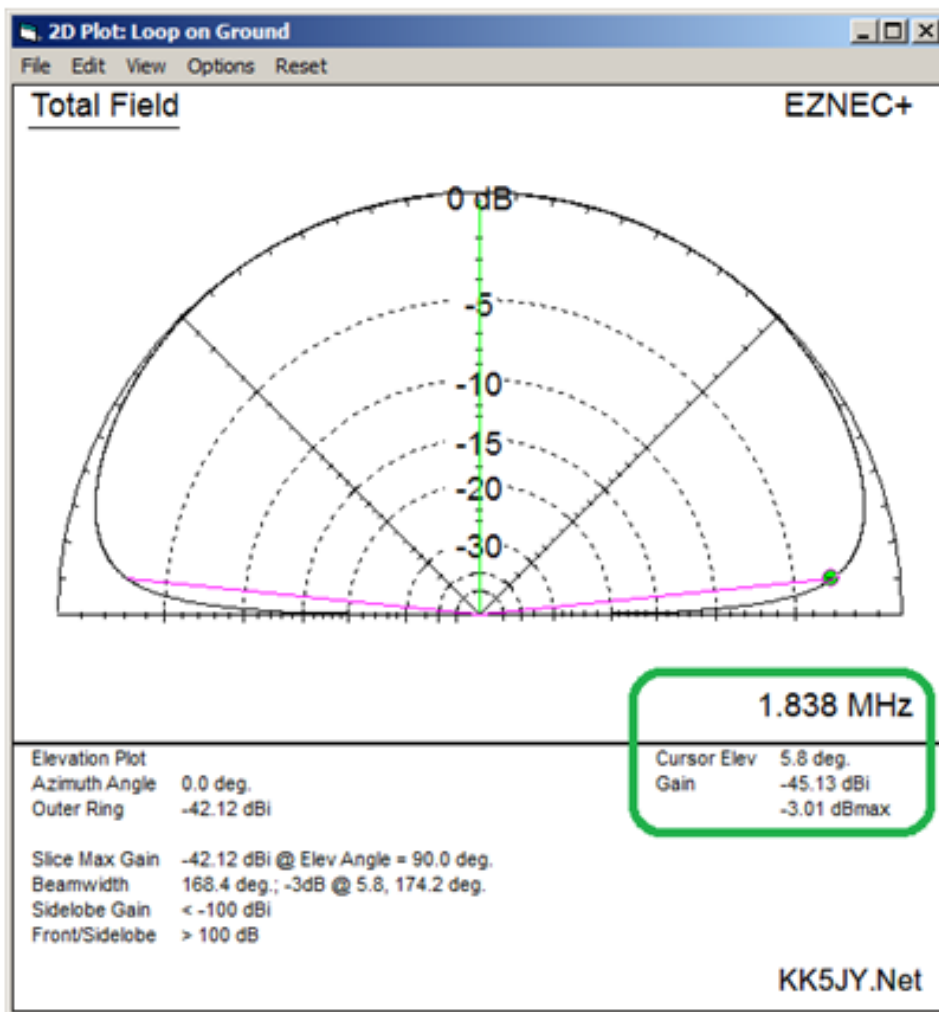 2D Plot: Loop on Ground
File Edit View Options Reset
Total Field
EZNEC+
0 dB
-5
-10
-15
-20
-30
1.838 MHz
Elevation Plot
Azimuth Angle 0.0 deg.
Outer Ring -42.12 dBi
Cursor Elev 5.8 deg.
Gain -45.13 dBi
-3.01 dBmax
Slice Max Gain -42.12 dBi @ Elev Angle = 90.0 deg.
Beamwidth 168.4 deg.; -3dB @ 5.8, 174.2 deg.
Sidelobe Gain < -100 dBi
Front/Sidelobe > 100 dB
KK5JY.Net